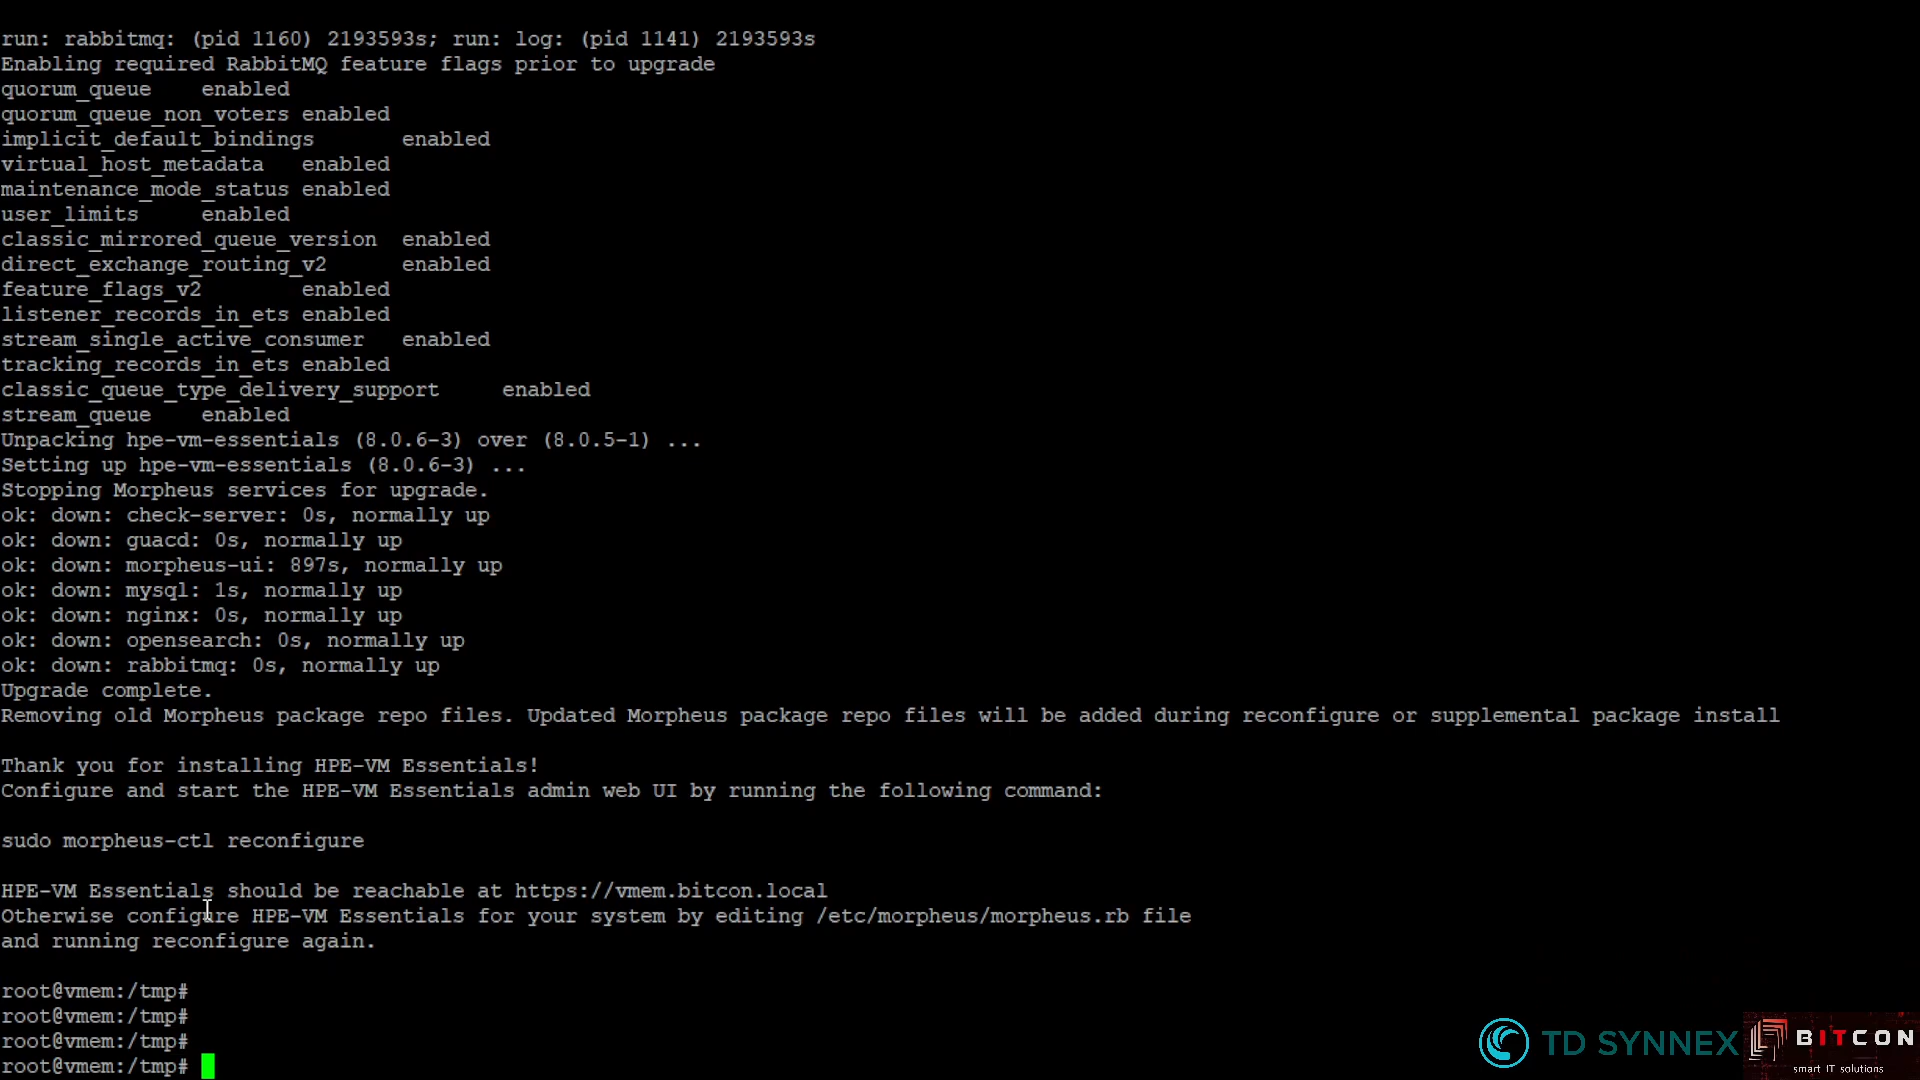 run: rabbitmq: (pid 1160) 2193593s; run: log: (pid 1141) 2193593s
Enabling required RabbitMQ feature flags prior to upgrade
quorum_queue    enabled
quorum_queue_non_voters enabled
implicit_default_bindings       enabled
virtual_host_metadata   enabled
maintenance_mode_status enabled
user_limits     enabled
classic_mirrored_queue_version  enabled
direct_exchange_routing_v2      enabled
feature_flags_v2        enabled
listener_records_in_ets enabled
stream_single_active_consumer   enabled
tracking_records_in_ets enabled
classic_queue_type_delivery_support     enabled
stream_queue    enabled
Unpacking hpe-vm-essentials (8.0.6-3) over (8.0.5-1) ...
Setting up hpe-vm-essentials (8.0.6-3) ...
Stopping Morpheus services for upgrade.
ok: down: check-server: 0s, normally up
ok: down: guacd: 0s, normally up
ok: down: morpheus-ui: 897s, normally up
ok: down: mysql: 1s, normally up
ok: down: nginx: 0s, normally up
ok: down: opensearch: 0s, normally up
ok: down: rabbitmq: 0s, normally up
Upgrade complete.
Removing old Morpheus package repo files. Updated Morpheus package repo files will be added during reconfigure or supplemental package install
Thank you for installing HPE-VM Essentials!
Configure and start the HPE-VM Essentials admin web UI by running the following command:
sudo morpheus-ctl reconfigure
HPE-VM Essentials should be reachable at https://vmem.bitcon.local
Otherwise configure HPE-VM Essentials for your system by editing /etc/morpheus/morpheus.rb file
and running reconfigure again.
root@vmem:/tmp#
root@vmem:/tmp#
root@vmem:/tmp#
root@vmem:/tmp#
TD SYNNEX
BITCON
smart IT solutions